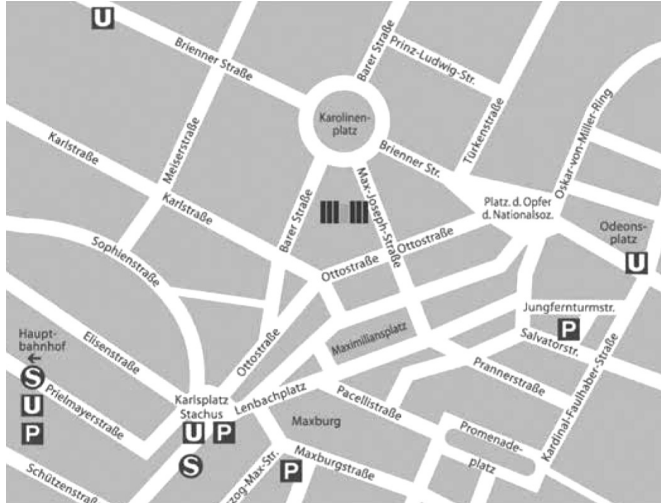 U
Brienner Straße
Barer Straße
Prinz-Ludwig-Str.
Karolinen-
platz
Türkenstraße
Oskar-von-Miller-Ring
Karlstraße
Meiserstraße
Brienner Str.
Karlstraße
Barer Straße
Max-Joseph-Straße
Platz. d. Opfer
d. Nationalsoz.
Odeons-
platz
U
Sophienstraße
Ottostraße
Ottostraße
Jungfernturmstr.
P
Salvatorstr.
Haupt-
bahnhof
←
S
U
P
Elisenstraße
Ottostraße
Maximiliansplatz
Prannerstraße
Kardinal-Faulhaber-Straße
Prielmayerstraße
Karlsplatz
Stachus
U P
S
Lenbachplatz
Pacellistraße
Maxburg
Promenade-
platz
Schützenstraße
zog-Max-Str.
P
Maxburgstraße